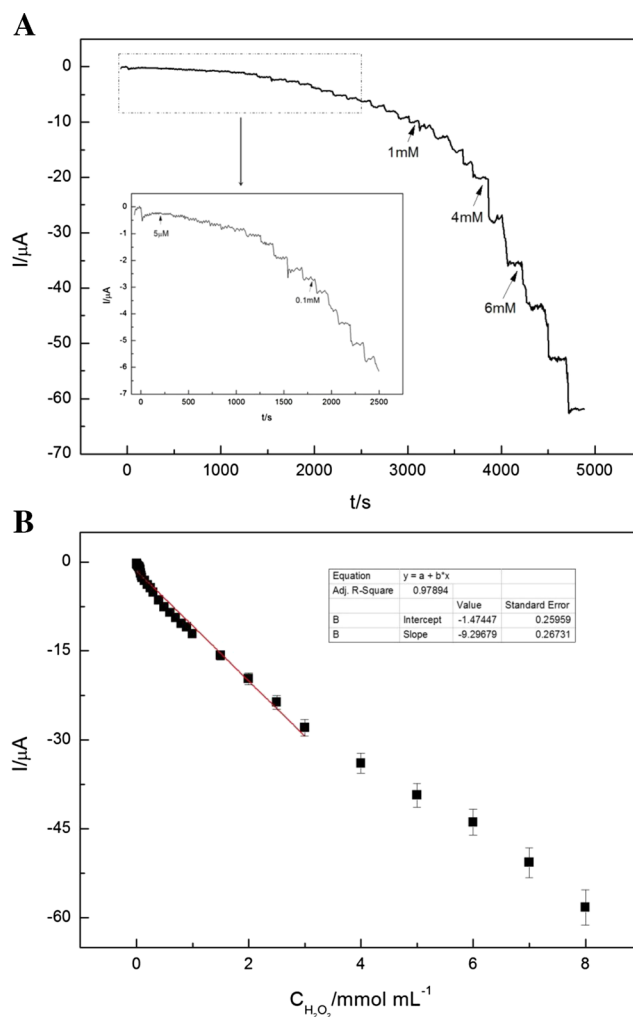 A
0
-10
-20
-30
-40
-50
-60
-70
I/μA
0
1000
2000
3000
4000
5000
t/s
1mM
4mM
6mM
0
-1
-2
-3
-4
-5
-6
-7
I/μA
0
500
1000
1500
2000
2500
t/s
5μM
0.1mM
B
0
-15
-30
-45
-60
I/μA
0
2
4
6
8
C_H₂O₂/mmol mL⁻¹
Equation y = a + b*x
Adj. R-Square 0.97894
Value Standard Error
B Intercept -1.47447 0.25959
B Slope -9.29679 0.26731